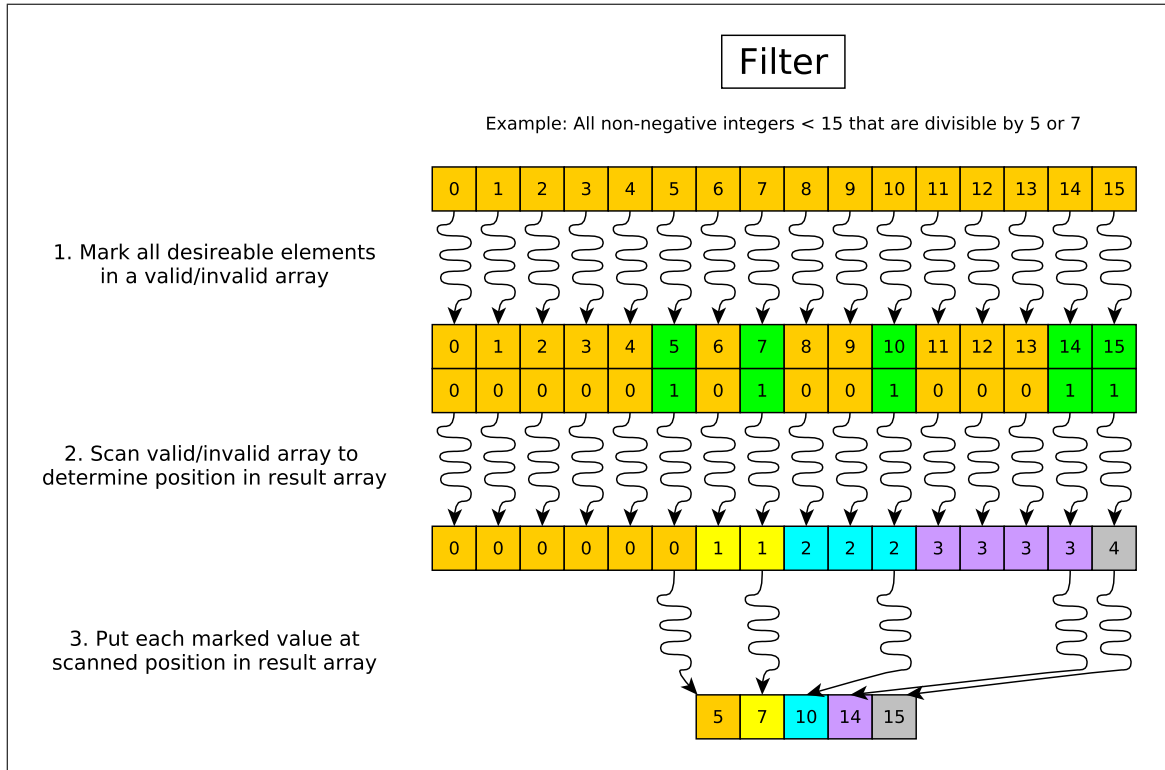 Filter
Example: All non-negative integers < 15 that are divisible by 5 or 7
0 1 2 3 4 5 6 7 8 9 10 11 12 13 14 15
1. Mark all desireable elements
in a valid/invalid array
0 1 2 3 4 5 6 7 8 9 10 11 12 13 14 15
0 0 0 0 0 1 0 1 0 0 1 0 0 0 1 1
2. Scan valid/invalid array to
determine position in result array
0 0 0 0 0 0 1 1 2 2 2 3 3 3 3 4
3. Put each marked value at
scanned position in result array
5 7 10 14 15